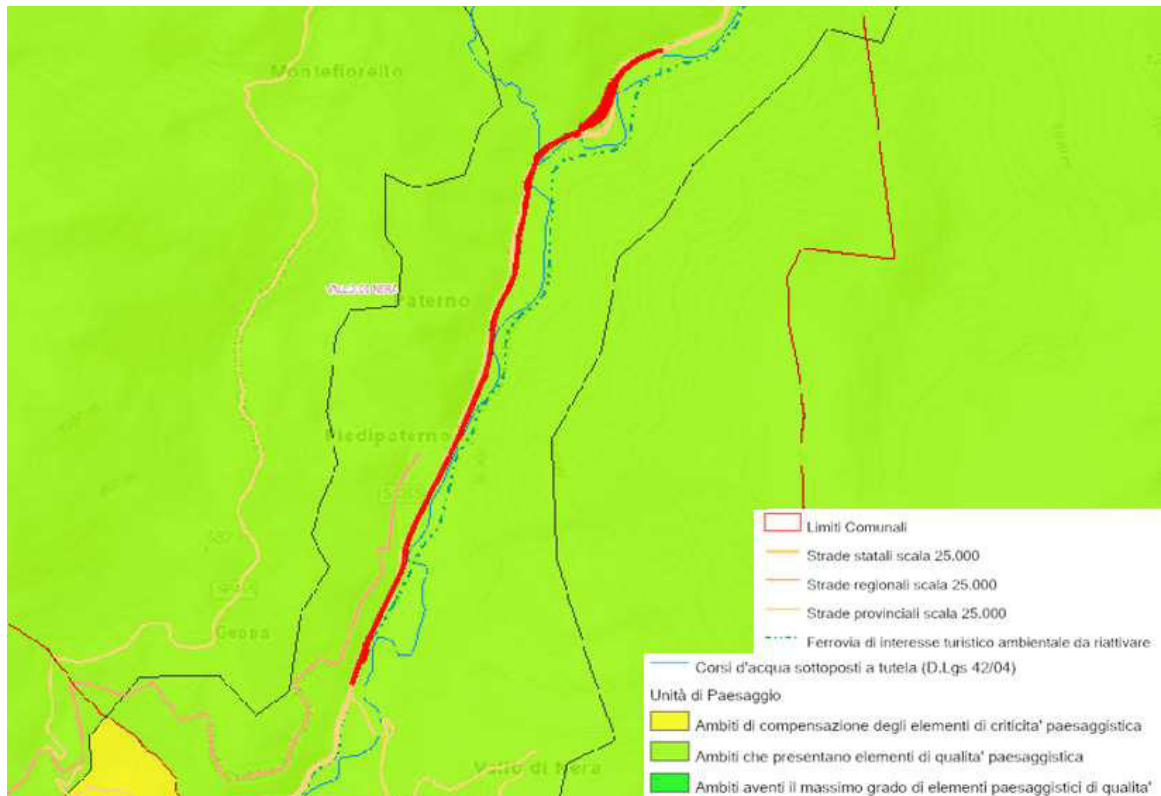 Montefiorello
VALLO DI NERA
Paterno
Piedipaterno
Geppa
Vallo di Nera
Limiti Comunali
Strade statali scala 25.000
Strade regionali scala 25.000
Strade provinciali scala 25.000
Ferrovia di interesse turistico ambientale da riattivare
Corsi d'acqua sottoposti a tutela (D.Lgs 42/04)
Unità di Paesaggio
Ambiti di compensazione degli elementi di criticita' paesaggistica
Ambiti che presentano elementi di qualita' paesaggistica
Ambiti aventi il massimo grado di elementi paesaggistici di qualita'